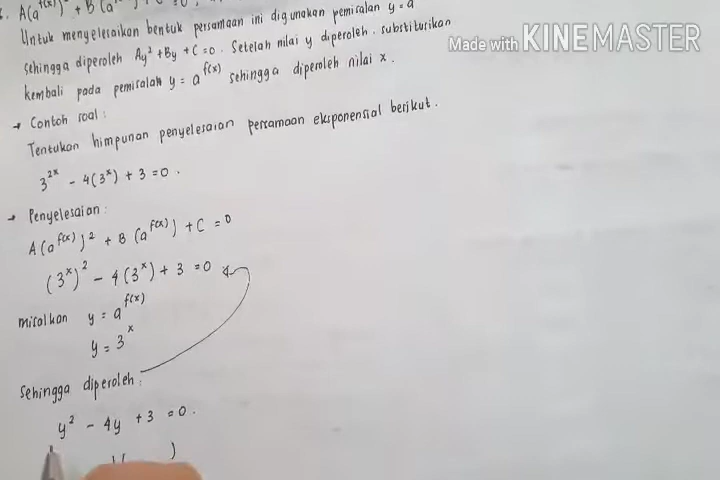 6. A(a^f(x))² + B (a
Untuk menyelesaikan bentuk persamaan ini digunakan pemisalan y = a
sehingga diperoleh Ay² + By + C = 0. Setelah nilai y diperoleh. substitusikan
kembali pada pemisalan y = a^f(x) sehingga diperoleh nilai x.
→ Contoh soal :
Tentukan himpunan penyelesaian persamaan eksponensial berikut.
3^2x - 4(3^x) + 3 = 0.
→ Penyelesaian :
A(a^f(x))² + B (a^f(x)) + C = 0
(3^x)² - 4(3^x) + 3 = 0
misalkan y = a^f(x)
y = 3^x
Sehingga diperoleh :
y² - 4y + 3 = 0.
)(    )
Made with KINEMASTER